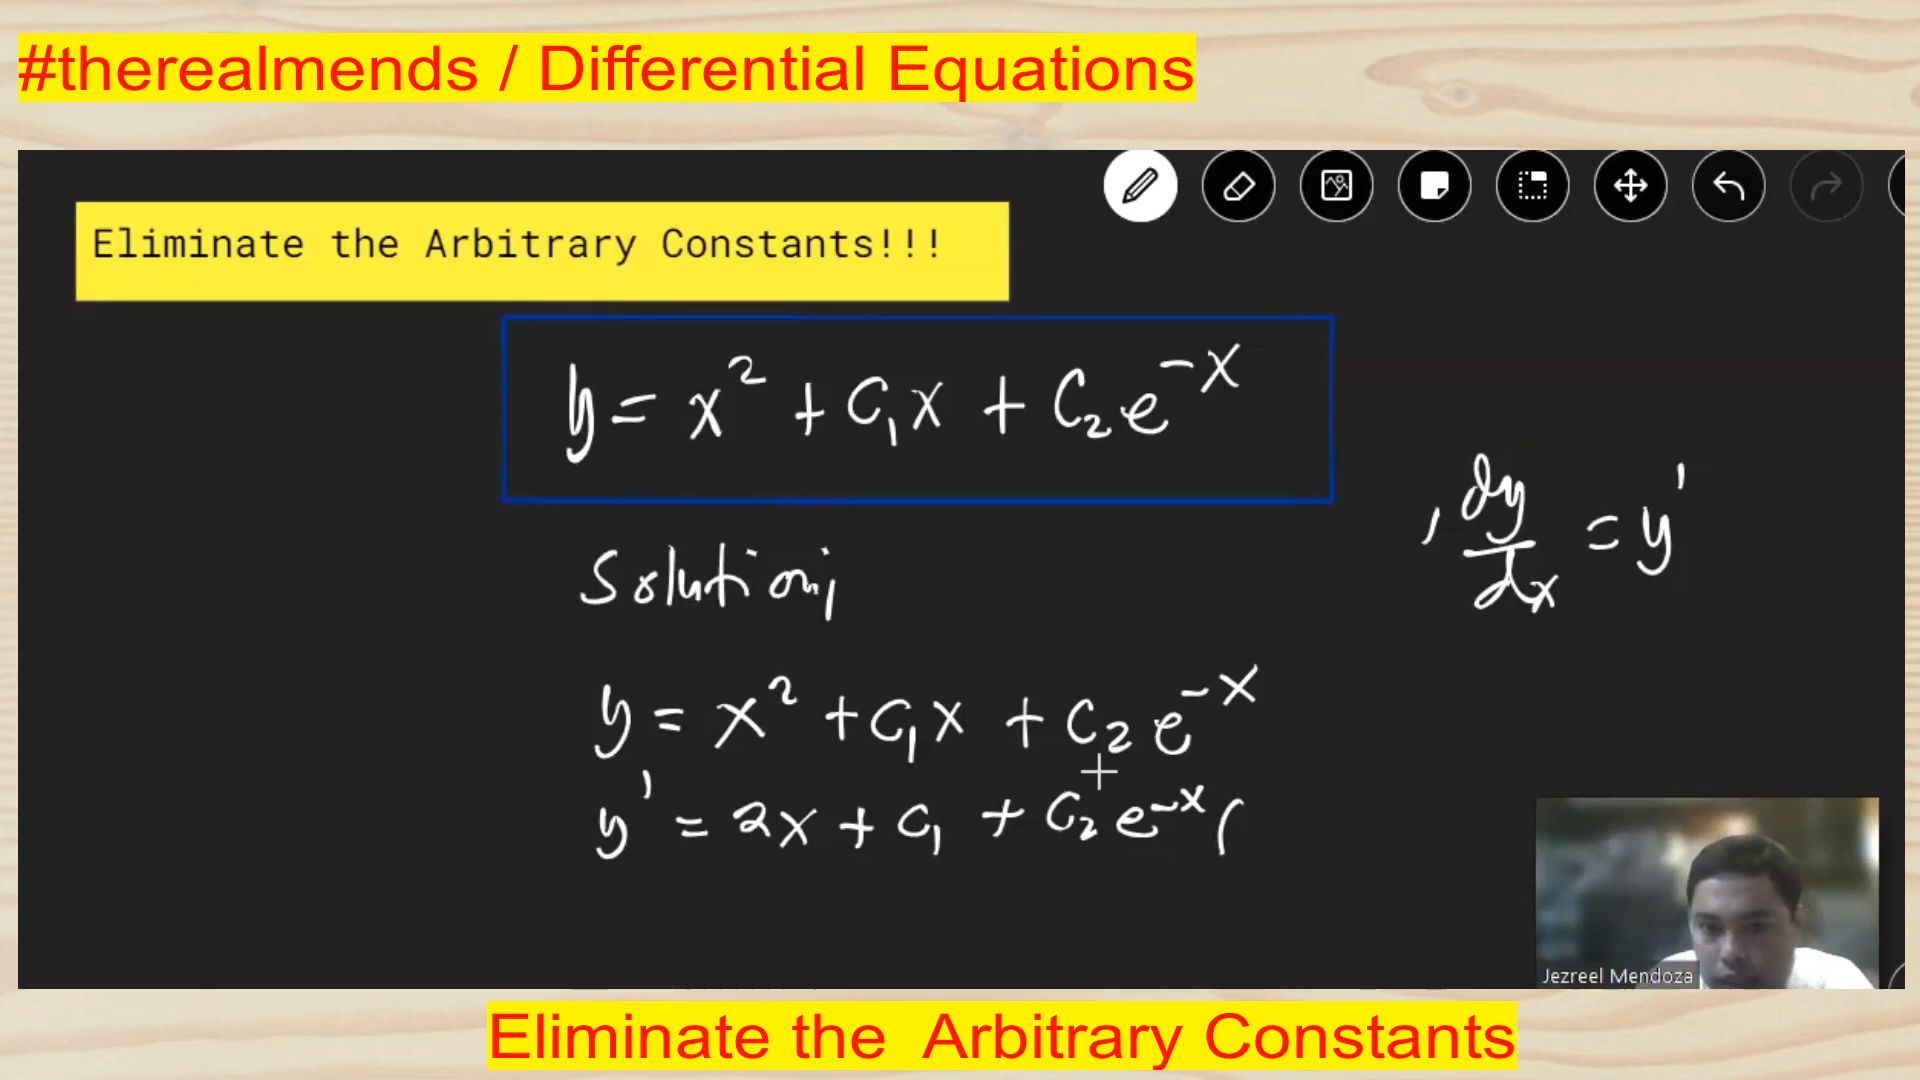 #therealmends / Differential Equations
Eliminate the Arbitrary Constants!!!
y = x² + C₁x + C₂e⁻ˣ
, dy/dx = y'
Solution;
y = x² + C₁x + C₂e⁻ˣ
y' = 2x + C₁ + C₂e⁻ˣ(
Jezreel Mendoza
Eliminate the Arbitrary Constants